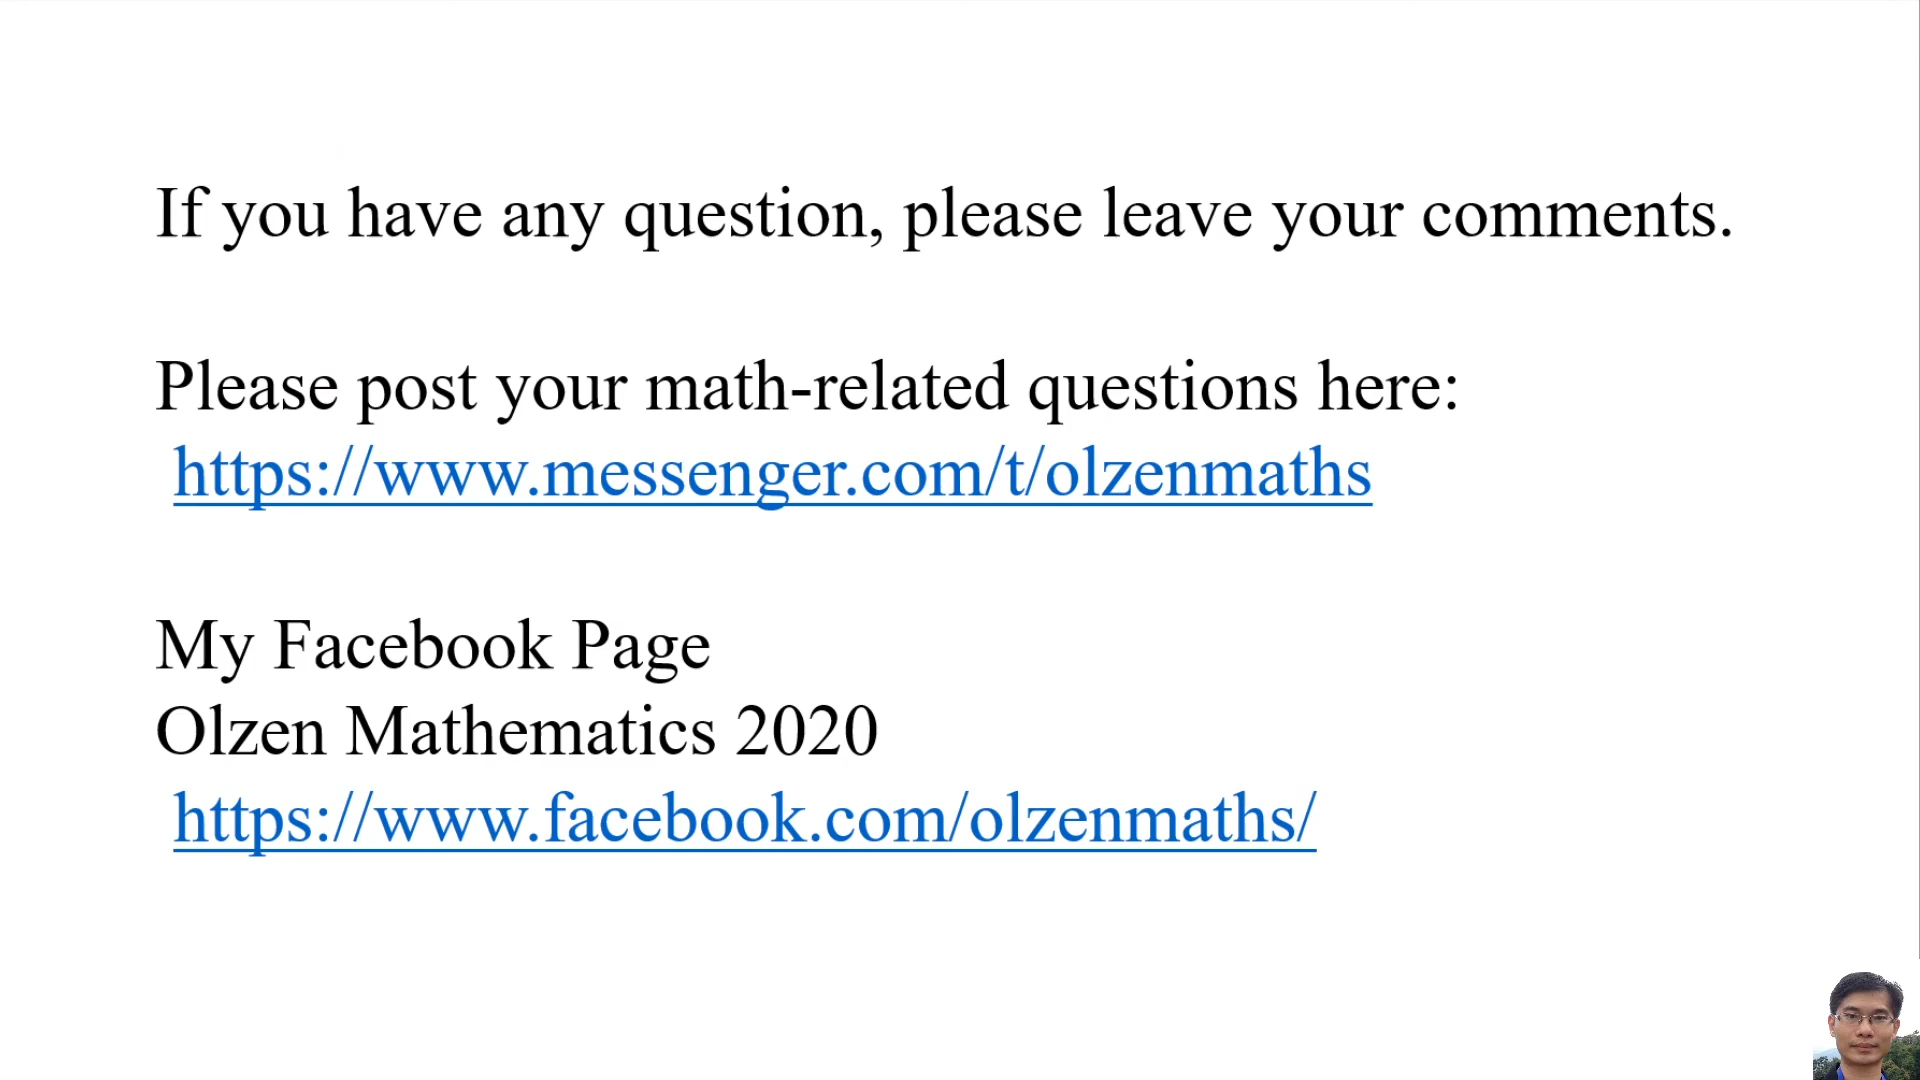 If you have any question, please leave your comments.
Please post your math-related questions here:
https://www.messenger.com/t/olzenmaths
My Facebook Page
Olzen Mathematics 2020
https://www.facebook.com/olzenmaths/